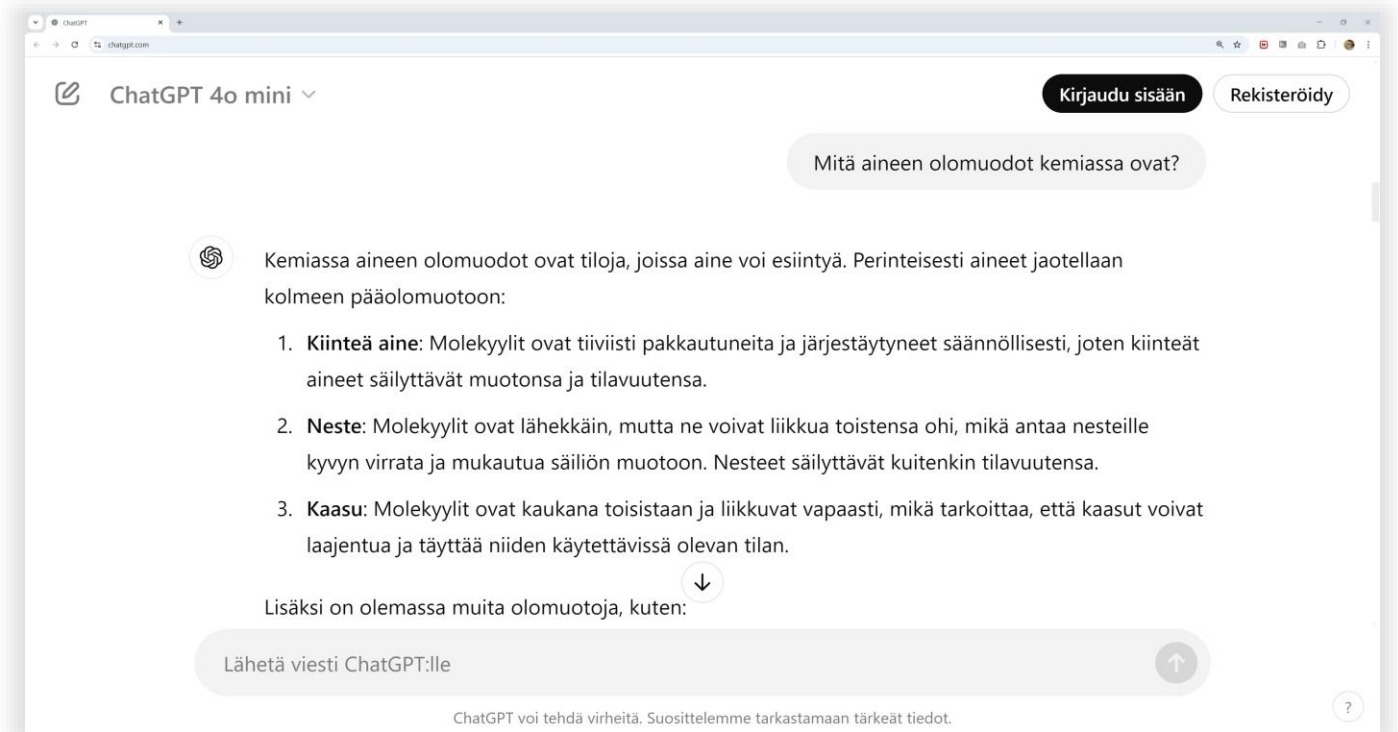 ChatGPT
chatgpt.com
ChatGPT 4o mini
Kirjaudu sisään
Rekisteröidy
Mitä aineen olomuodot kemiassa ovat?
Kemiassa aineen olomuodot ovat tiloja, joissa aine voi esiintyä. Perinteisesti aineet jaotellaan
kolmeen pääolomuotoon:
1. Kiinteä aine: Molekyylit ovat tiiviisti pakkautuneita ja järjestäytyneet säännöllisesti, joten kiinteät
aineet säilyttävät muotonsa ja tilavuutensa.
2. Neste: Molekyylit ovat lähekkäin, mutta ne voivat liikkua toistensa ohi, mikä antaa nesteille
kyvyn virrata ja mukautua säiliön muotoon. Nesteet säilyttävät kuitenkin tilavuutensa.
3. Kaasu: Molekyylit ovat kaukana toisistaan ja liikkuvat vapaasti, mikä tarkoittaa, että kaasut voivat
laajentua ja täyttää niiden käytettävissä olevan tilan.
Lisäksi on olemassa muita olomuotoja, kuten:
Lähetä viesti ChatGPT:lle
ChatGPT voi tehdä virheitä. Suosittelemme tarkastamaan tärkeät tiedot.
?